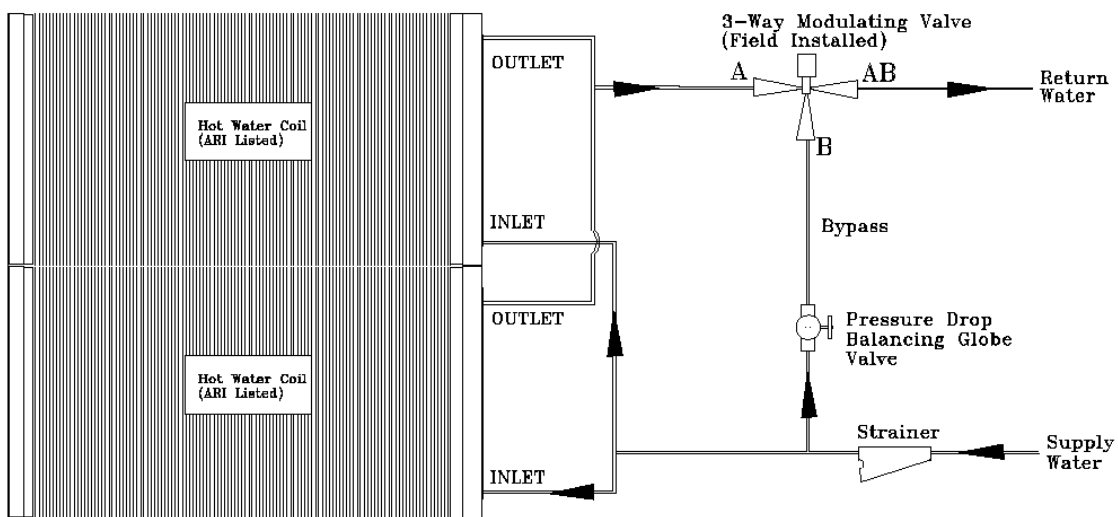 3-Way Modulating Valve
(Field Installed)
OUTLET
A
AB
Return
Water
Hot Water Coil
(ARI Listed)
B
INLET
Bypass
OUTLET
Pressure Drop
Balancing Globe
Valve
Hot Water Coil
(ARI Listed)
Strainer
Supply
Water
INLET